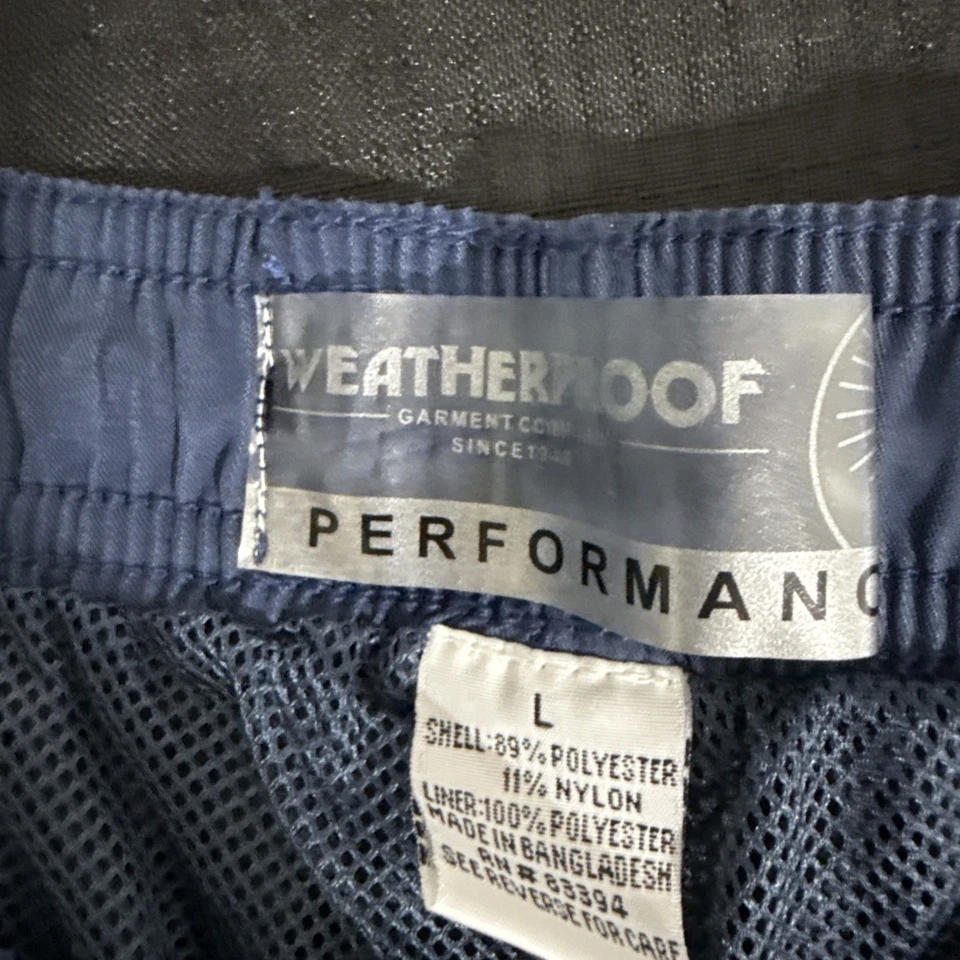 WEATHERPROOF
GARMENT
SINCE
PERFORMANC
L
SHELL:89% POLYESTER
11% NYLON
LINER:100% POLYESTER
MADE IN BANGLADESH
RN # 83394
SEE REVERSE FOR CARE